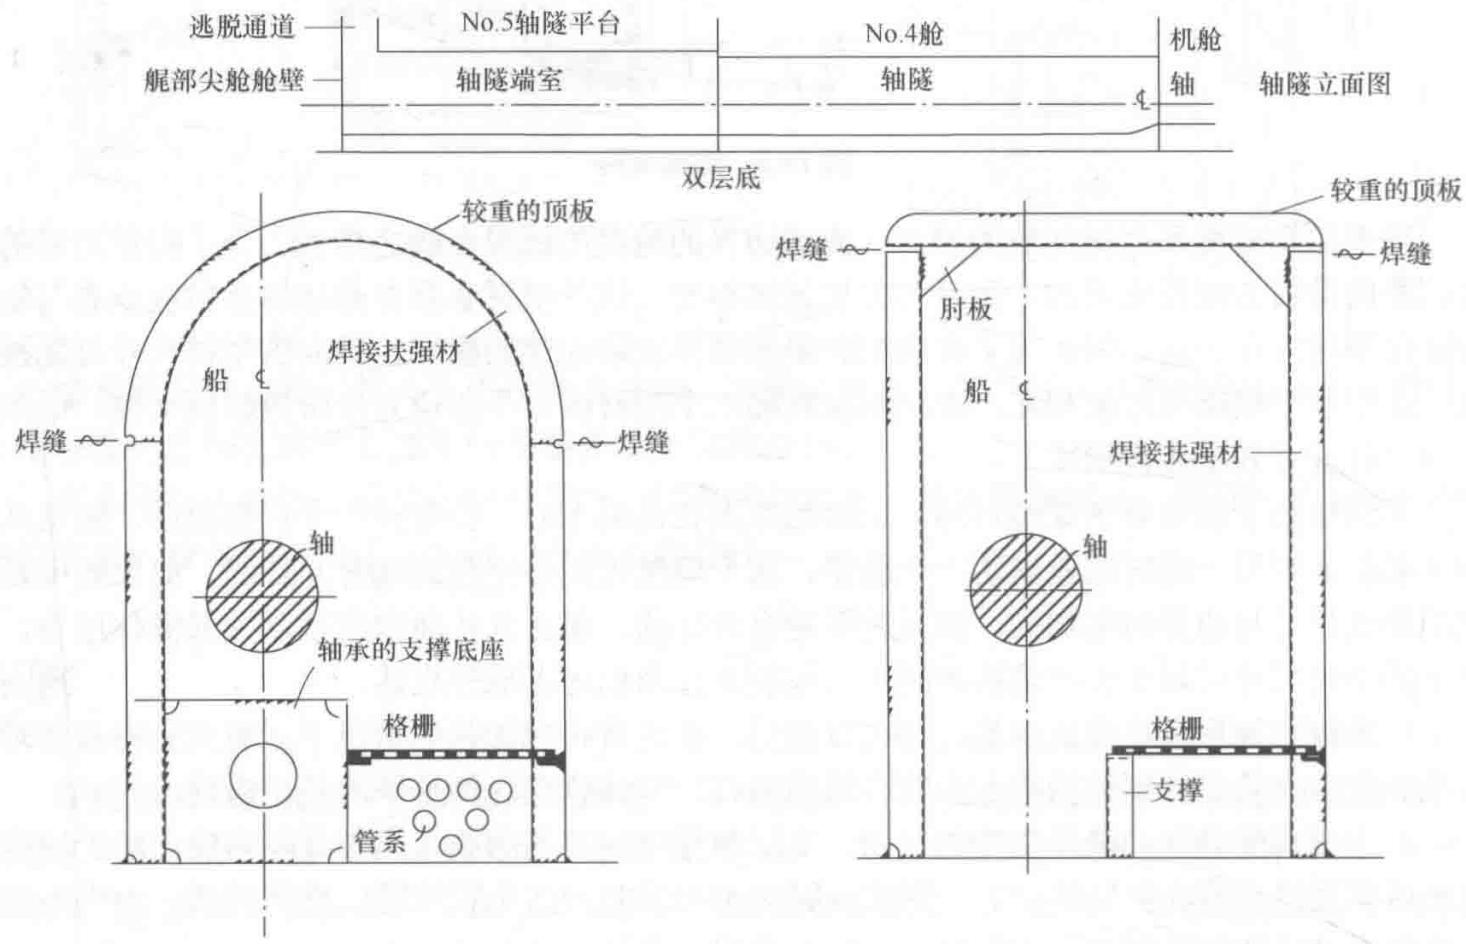 逃脱通道
No.5轴隧平台
No.4舱
机舱
艉部尖舱舱壁
轴隧端室
轴隧
℄
轴
轴隧立面图
双层底
较重的顶板
焊缝
焊接扶强材
船 ℄
焊缝
焊缝
轴
轴承的支撑底座
格栅
管系
较重的顶板
焊缝
焊缝
肘板
船 ℄
焊接扶强材
轴
格栅
支撑